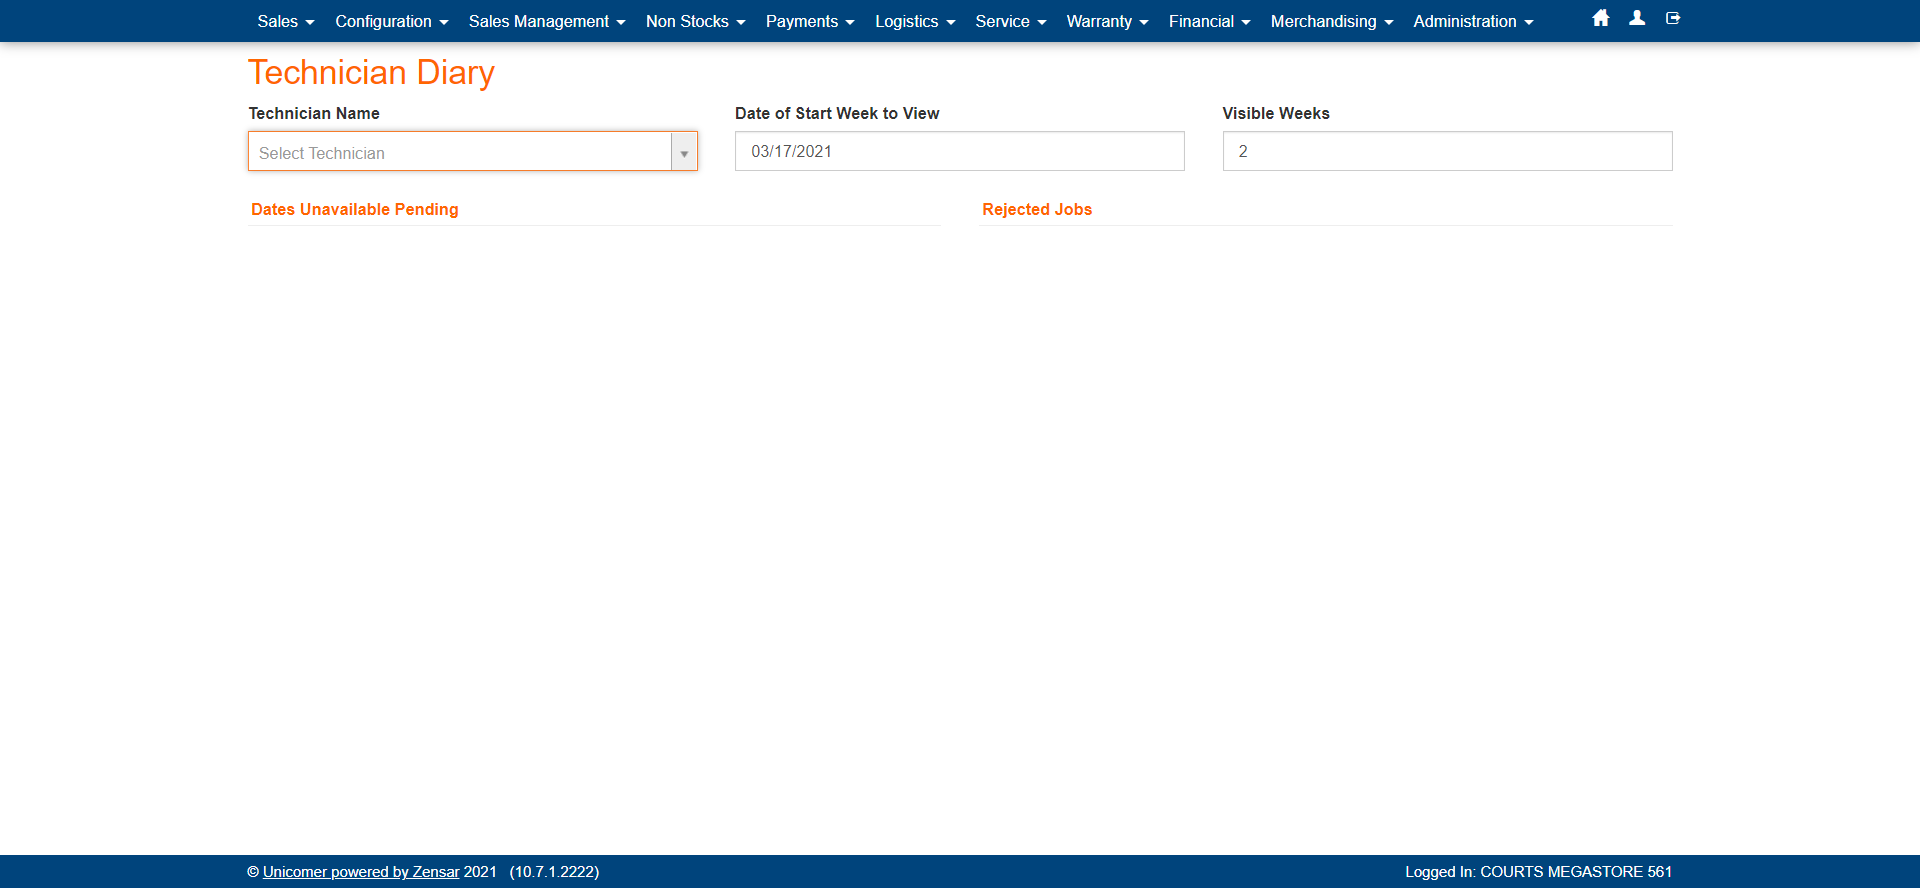 Sales Configuration Sales Management Non Stocks Payments Logistics Service Warranty Financial Merchandising Administration
Technician Diary
Technician Name Date of Start Week to View Visible Weeks
Select Technician 03/17/2021 2
Dates Unavailable Pending Rejected Jobs
© Unicomer powered by Zensar 2021 (10.7.1.2222) Logged In: COURTS MEGASTORE 561